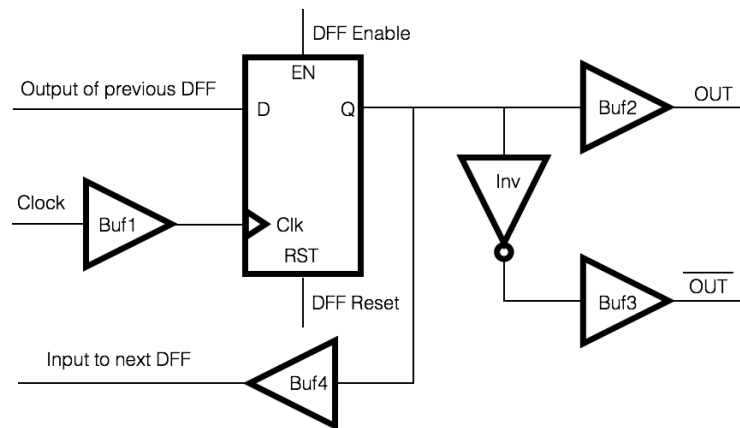 DFF Enable
EN
Output of previous DFF
D
Q
Buf2
OUT
Clock
Buf1
Clk
Inv
RST
DFF Reset
Buf3
OUT
Input to next DFF
Buf4